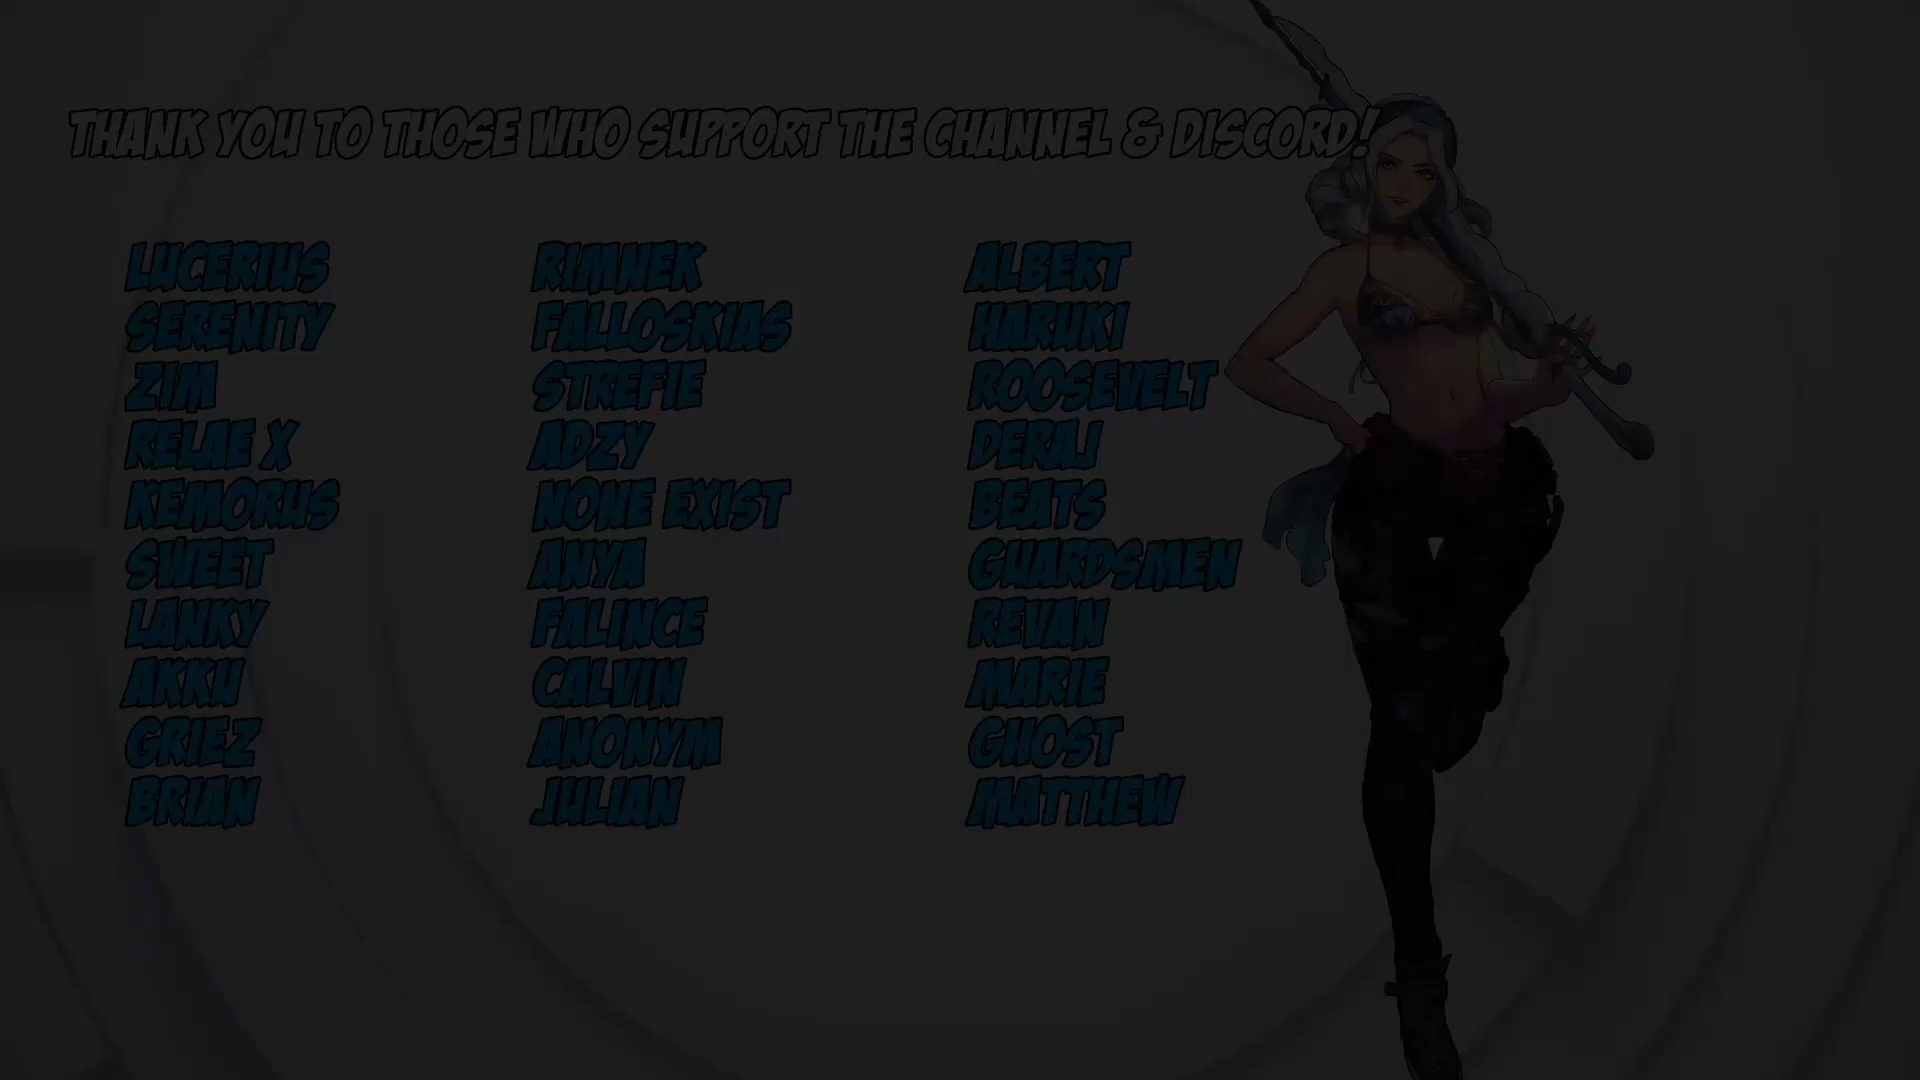 THANK YOU TO THOSE WHO SUPPORT THE CHANNEL & DISCORD!
LUCERIUS
SERENITY
ZIM
RELAE X
KEMORUS
SWEET
LANKY
AKKU
GRIEZ
BRIAN
RIMNEK
FALLOSKIAS
STREFIE
ADZY
NONE EXIST
ANYA
FALINCE
CALVIN
ANONYM
JULIAN
ALBERT
HARUKI
ROOSEVELT
DERAJ
BEATS
GUARDSMEN
REVAN
MARIE
GHOST
MATTHEW